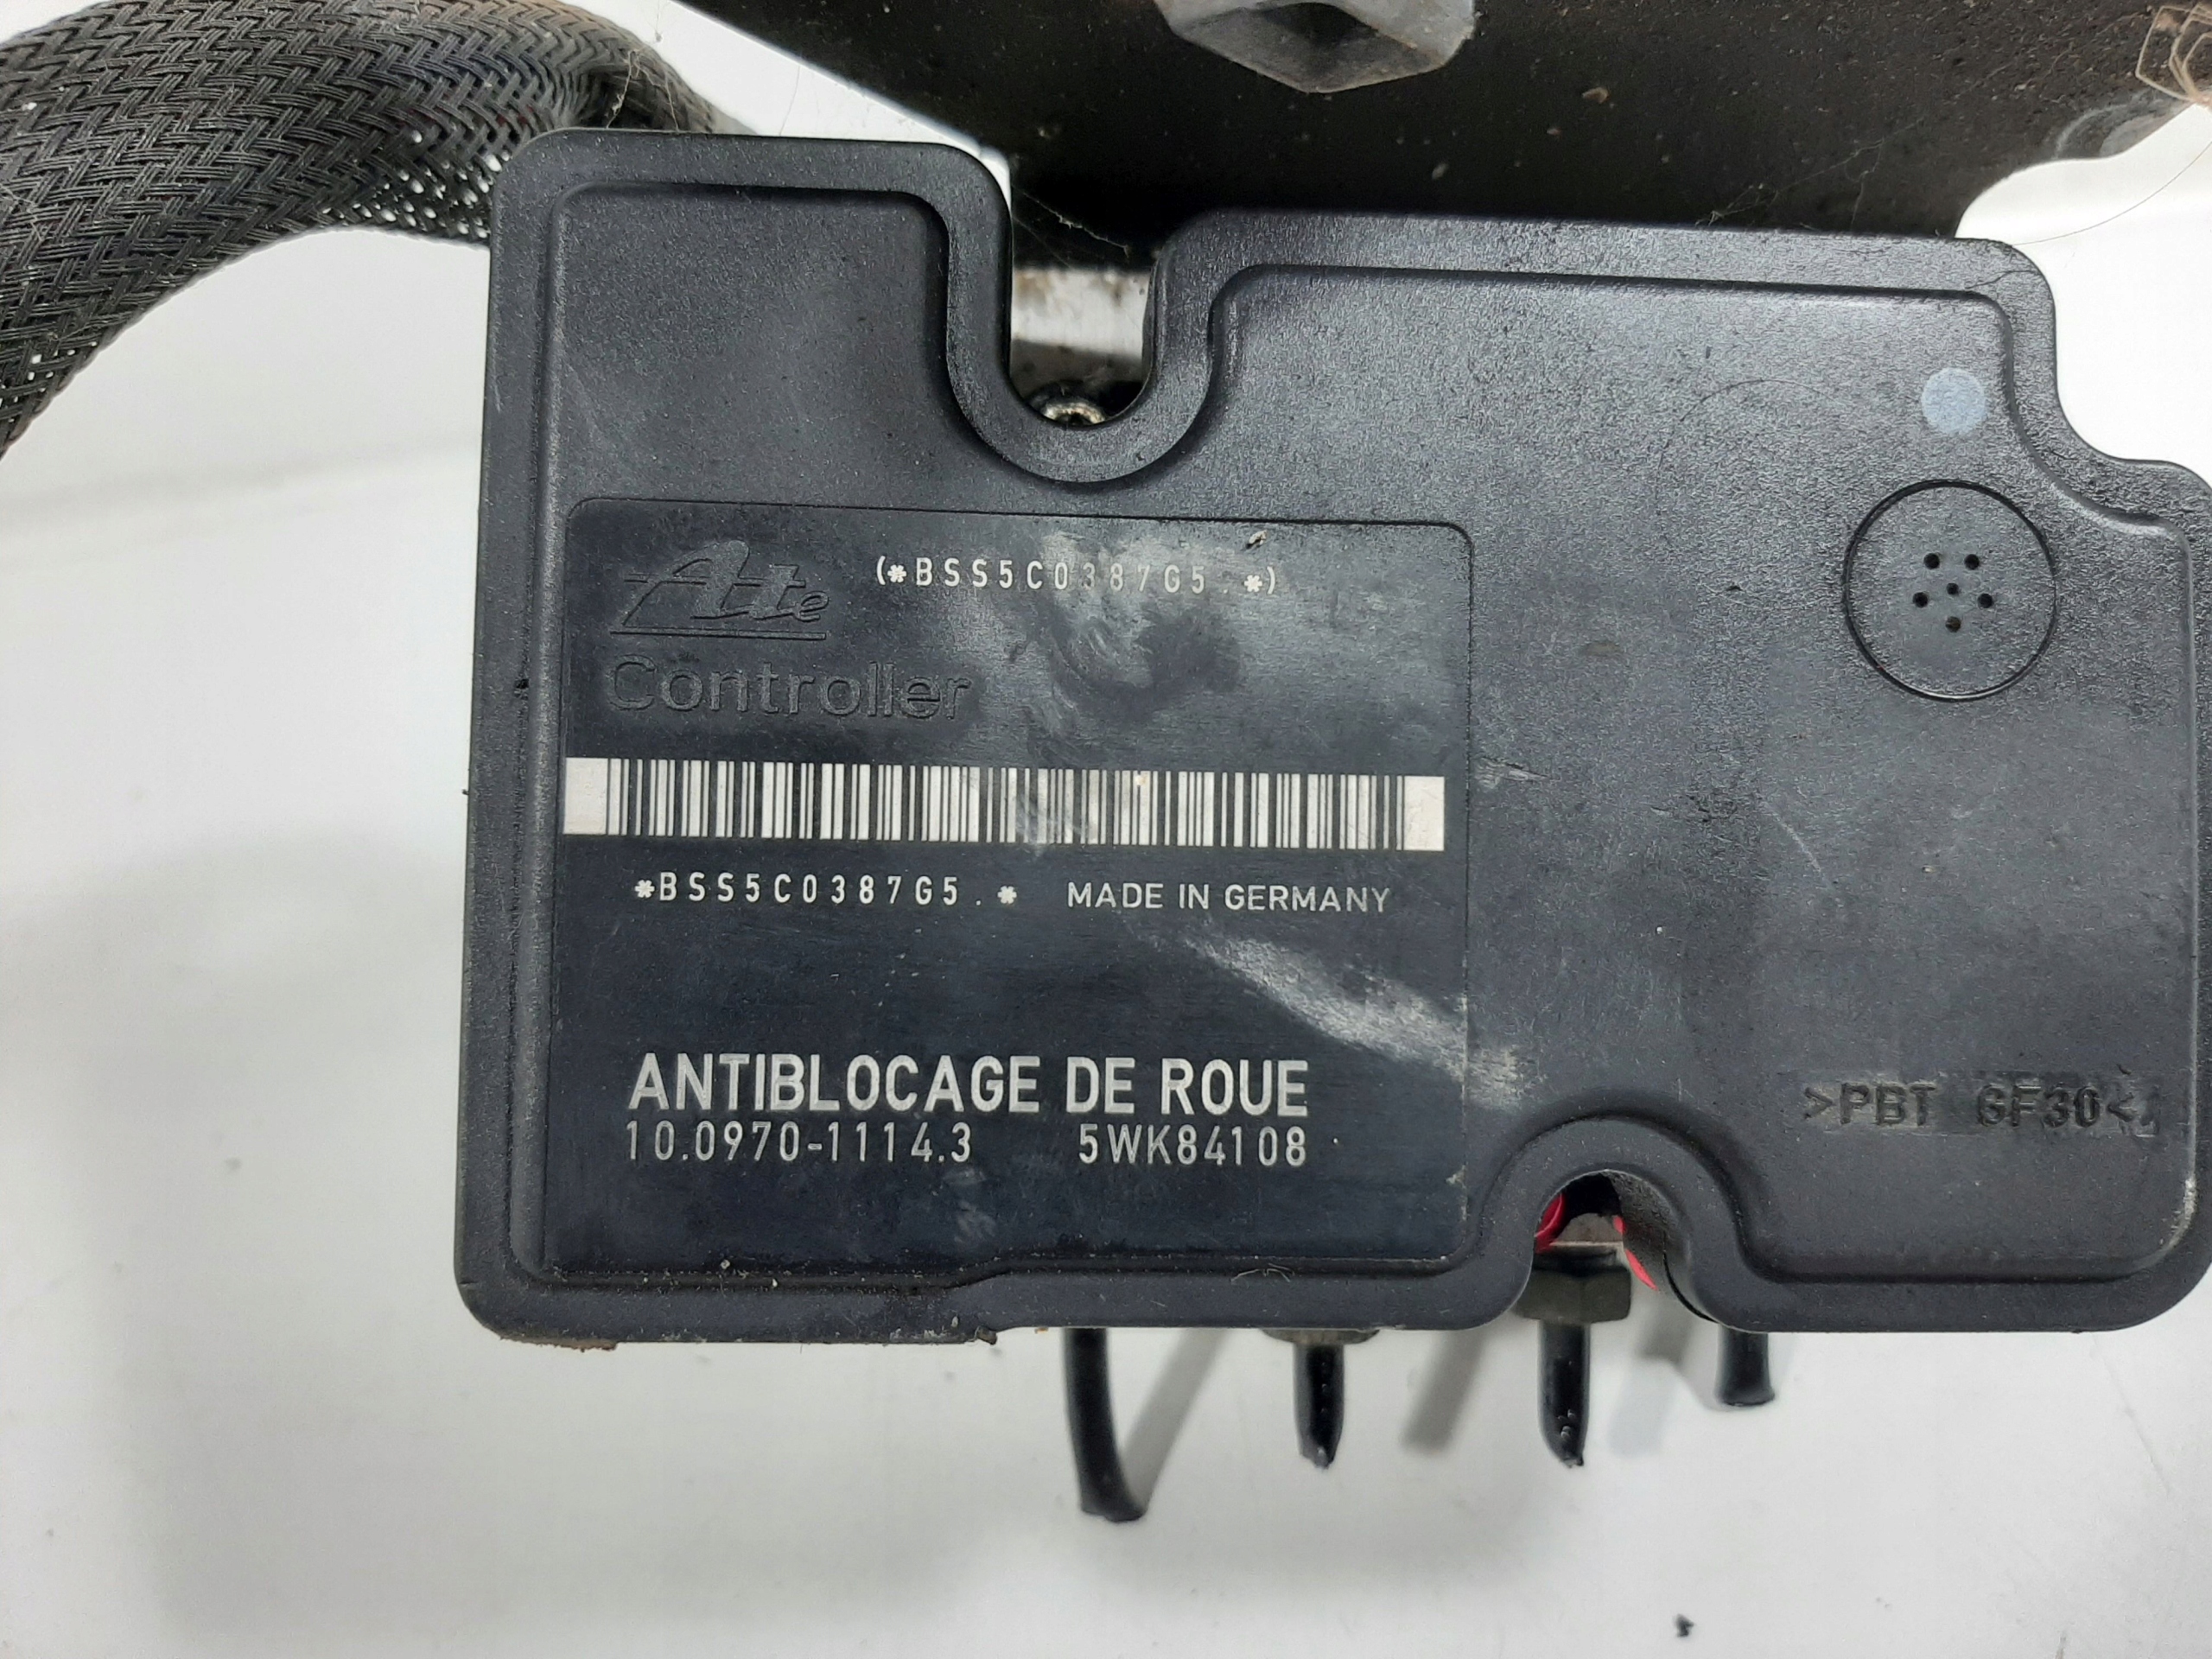 Ate
(*BSS5C0387G5.*)
Controller
*BSS5C0387G5.* MADE IN GERMANY
ANTIBLOCAGE DE ROUE
10.0970-1114.3 5WK84108
>PBT GF30<